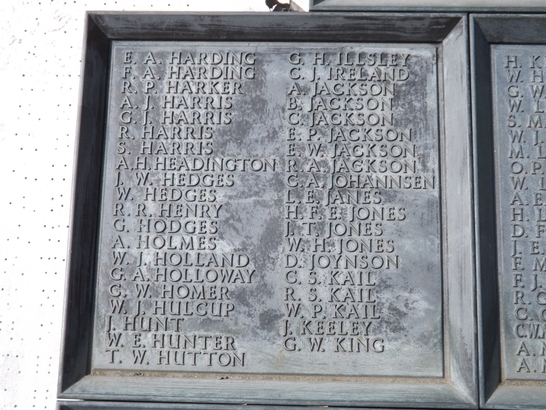 E. A. HARDING
F. A. HARDING
R. P. HARKER
A. J. HARRIS
G. J. HARRIS
R. HARRIS
S. HARRIS
A. H. HEADINGTON
J. W. HEDGES
W. HEDGES
R. R. HENRY
G. HODGES
A. HOLMES
W. J. HOLLAND
G. A. HOLLOWAY
G. W. HOMER
W. J. HULCUP
J. HUNT
W. E. HUNTER
T. W. HUTTON
G. H. ILLSLEY
C. J. IRELAND
A. JACKSON
B. JACKSON
C. JACKSON
E. P. JACKSON
E. W. JACKSON
R. A. JACKSON
C. A. JOHANNSEN
L. E. JANES
H. F. E. JONES
J. T. JONES
W. H. JONES
D. JOYNSON
C. S. KAIL
R. S. KAIL
W. P. KAIL
J. KEELEY
G. W. KING